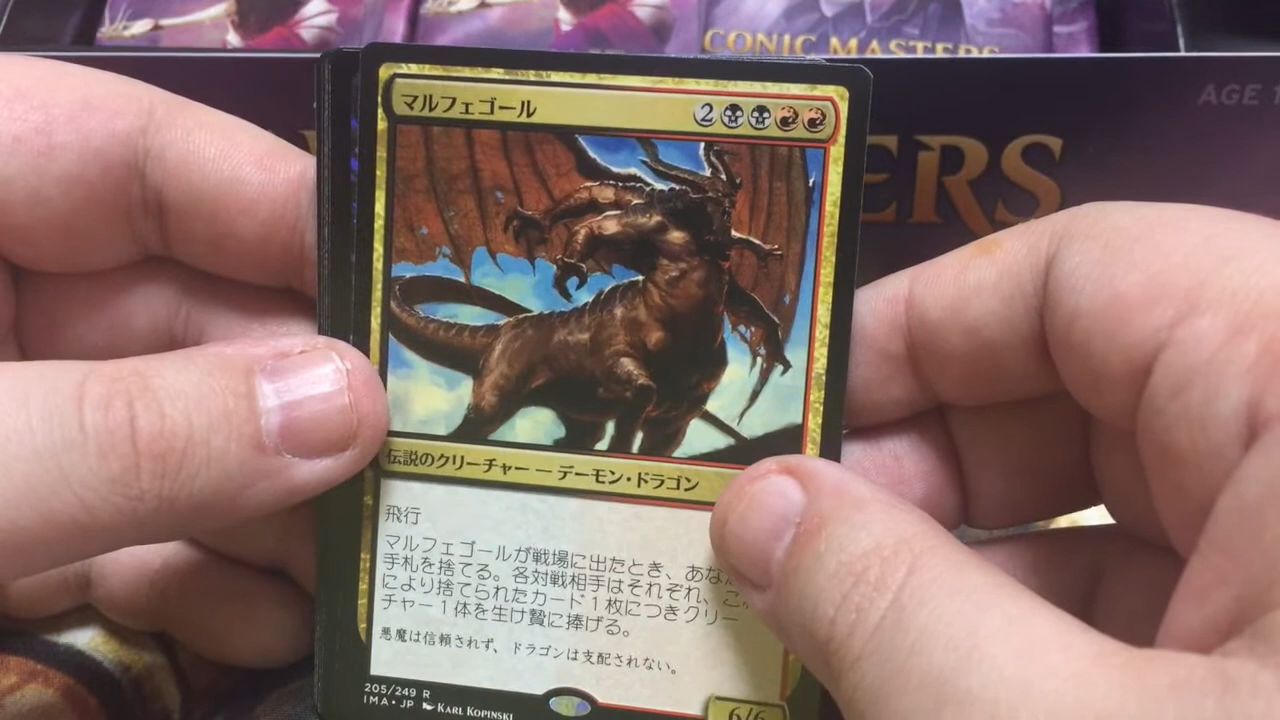 CONIC MASTERS
AGE 1
ERS
マルフェゴール
2
伝説のクリーチャー — デーモン・ドラゴン
飛行
マルフェゴールが戦場に出たとき、あな
手札を捨てる。各対戦相手はそれぞれ、こ
により捨てられたカード1枚につきクリー
チャー1体を生け贄に捧げる。
悪魔は信頼されず、ドラゴンは支配されない。
205/249 R
IMA • JP KARL KOPINSKI
6/6